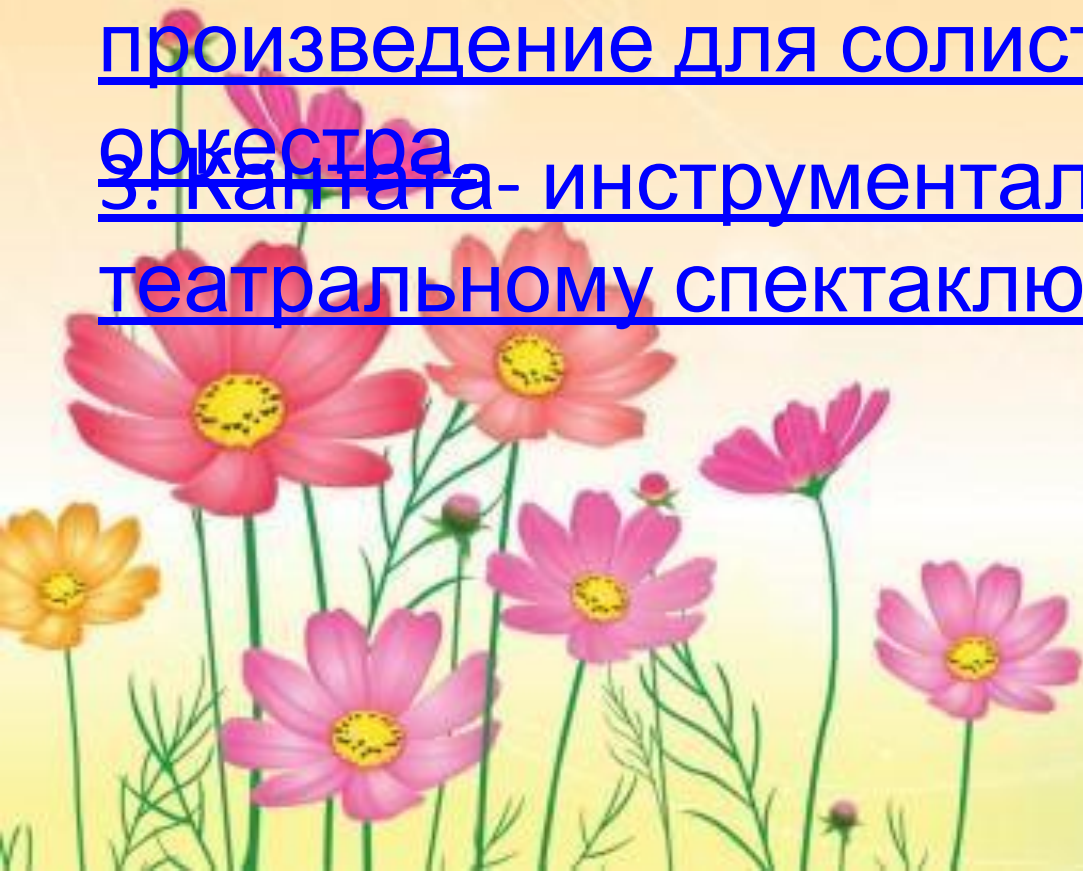 произведение для солист
оркестра.
3. Кантата- инструментал
театральному спектаклю